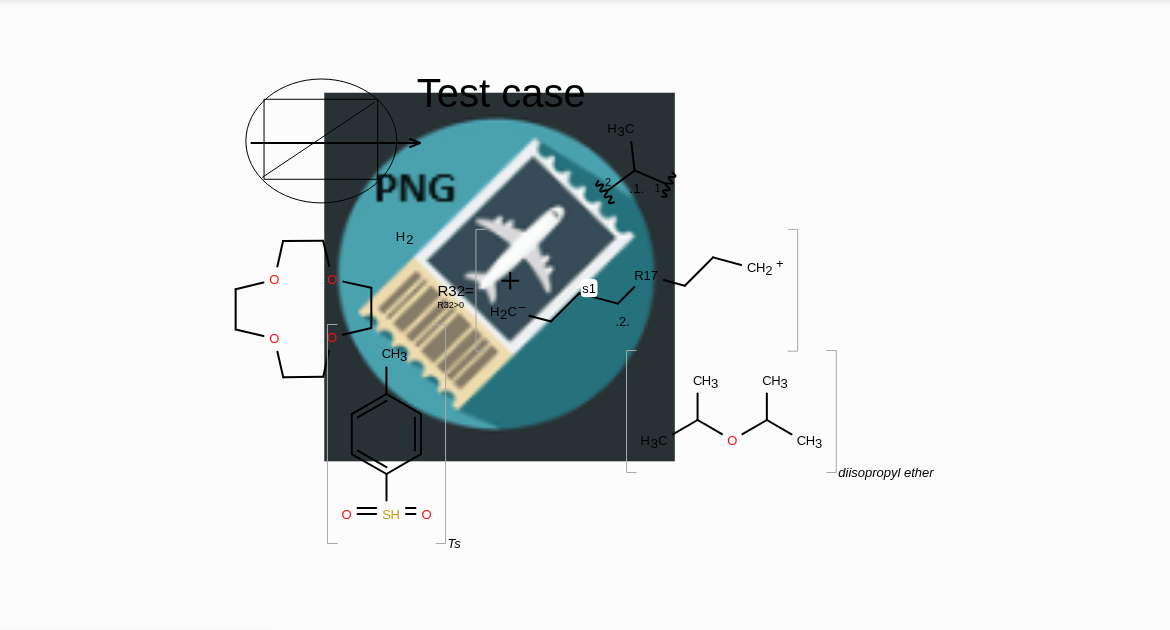 Test case
H3C
2
.1.
1
PNG
H2
CH2 +
R17
O
O
s1
R32=
R32>0
+
H2C−
.2.
O
O
CH3
CH3
CH3
H3C
O
CH3
diisopropyl ether
O
SH
O
Ts